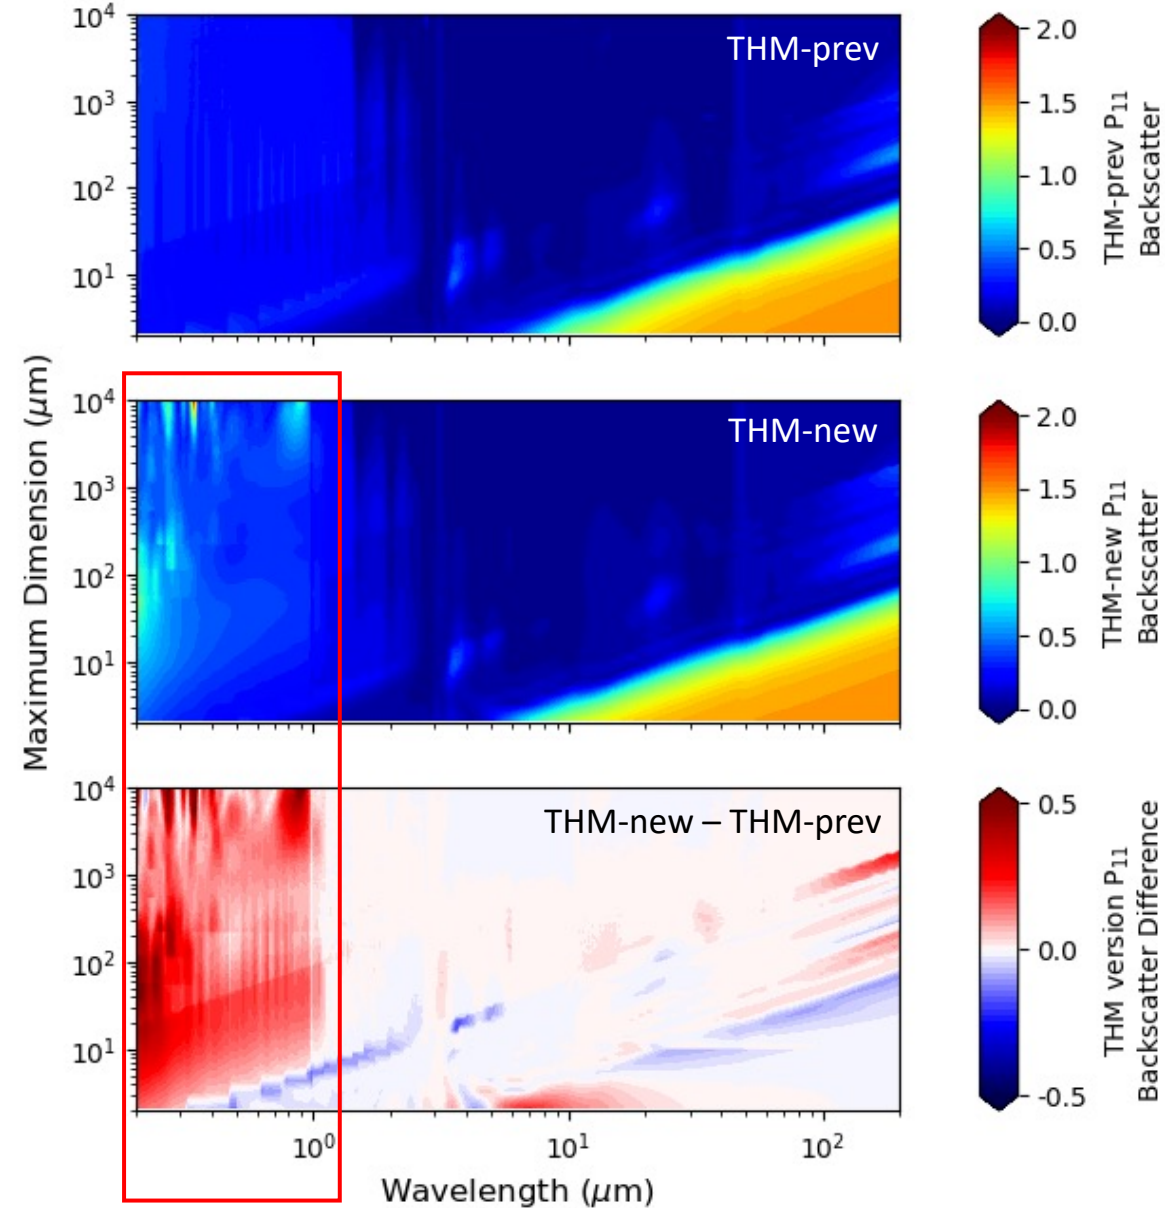 10⁴
10³
10²
10¹
THM-prev
2.0
1.5
1.0
0.5
0.0
THM-prev P₁₁
Backscatter
Maximum Dimension (μm)
10⁴
10³
10²
10¹
THM-new
2.0
1.5
1.0
0.5
0.0
THM-new P₁₁
Backscatter
10⁴
10³
10²
10¹
THM-new – THM-prev
0.5
0.0
-0.5
THM version P₁₁
Backscatter Difference
10⁰ 10¹ 10²
Wavelength (μm)